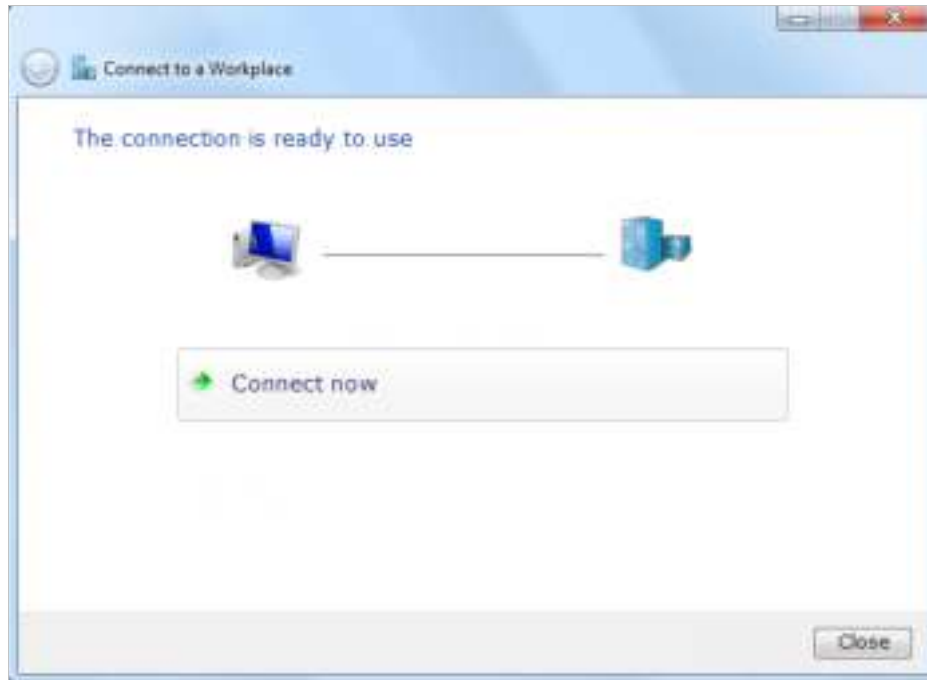 Connect to a Workplace
The connection is ready to use
Connect now
Close